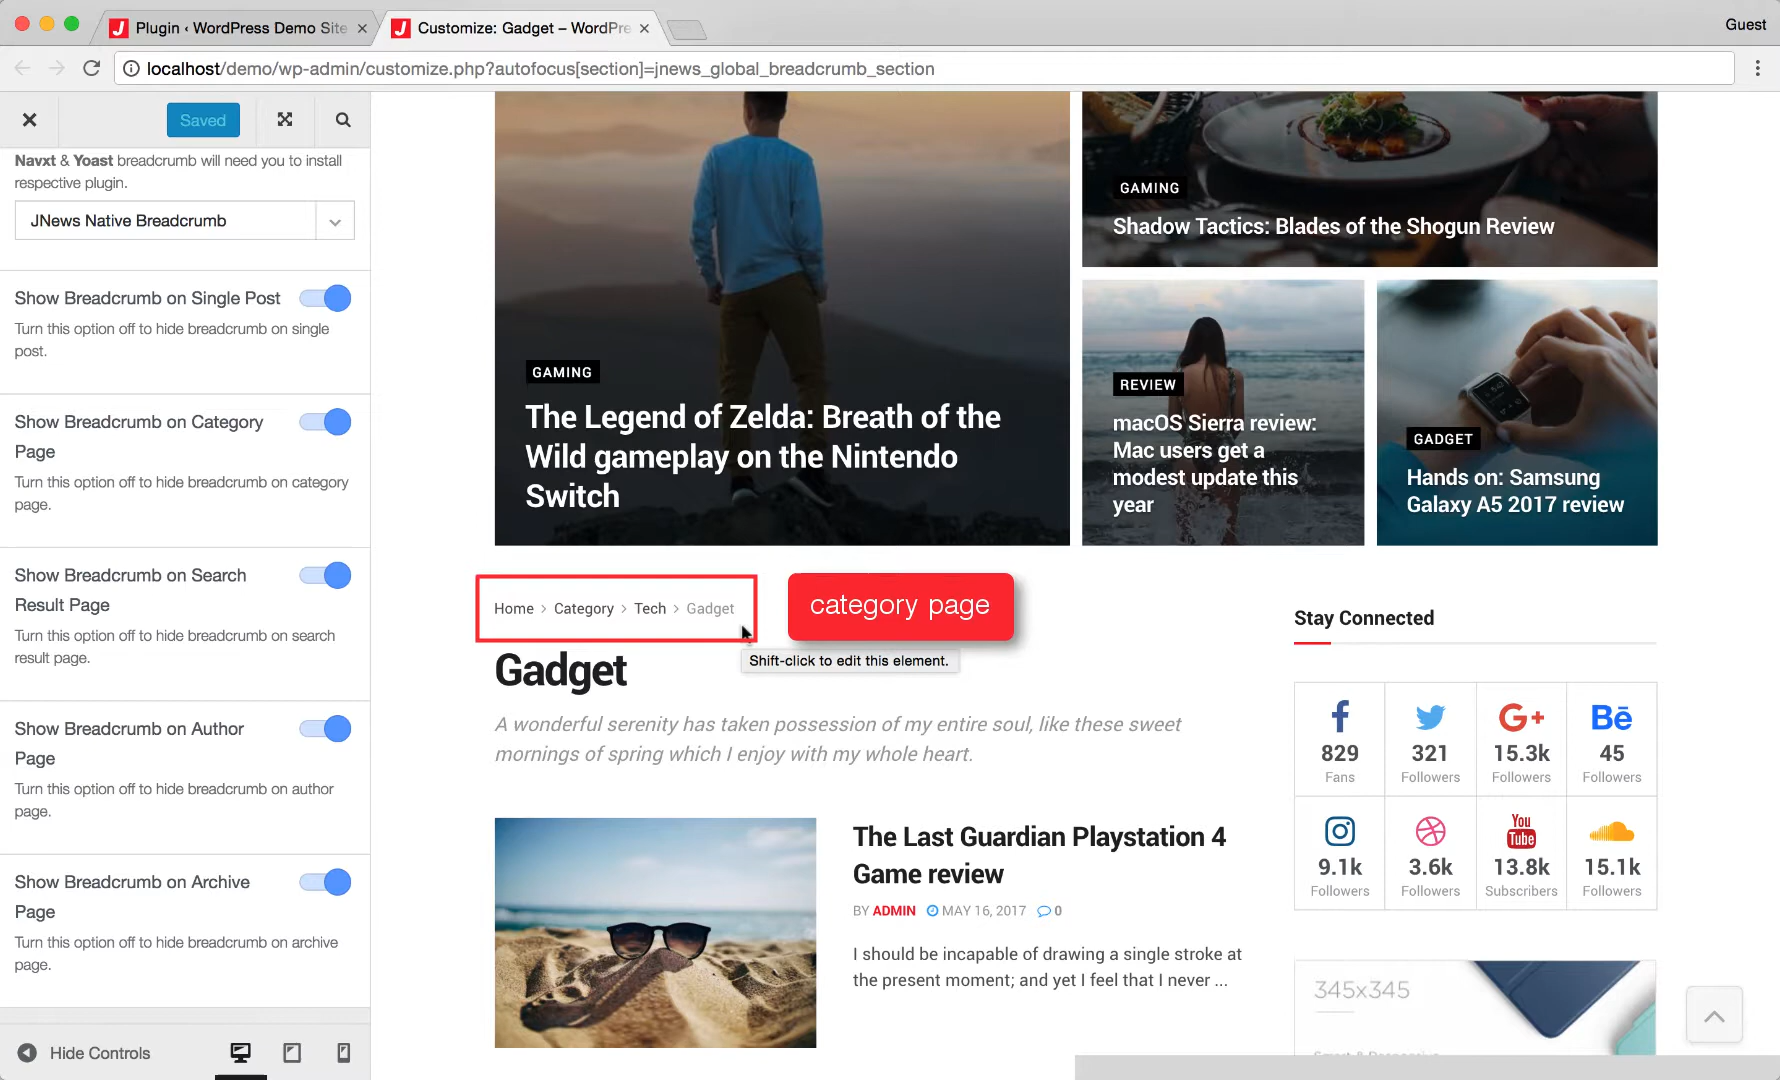 Plugin ‹ WordPress Demo Site
Customize: Gadget – WordPre
Guest
localhost/demo/wp-admin/customize.php?autofocus[section]=jnews_global_breadcrumb_section
Saved
Navxt & Yoast breadcrumb will need you to install
respective plugin.
JNews Native Breadcrumb
Show Breadcrumb on Single Post
Turn this option off to hide breadcrumb on single
post.
Show Breadcrumb on Category
Page
Turn this option off to hide breadcrumb on category
page.
Show Breadcrumb on Search
Result Page
Turn this option off to hide breadcrumb on search
result page.
Show Breadcrumb on Author
Page
Turn this option off to hide breadcrumb on author
page.
Show Breadcrumb on Archive
Page
Turn this option off to hide breadcrumb on archive
page.
Hide Controls
GAMING
The Legend of Zelda: Breath of the
Wild gameplay on the Nintendo
Switch
GAMING
Shadow Tactics: Blades of the Shogun Review
REVIEW
macOS Sierra review:
Mac users get a
modest update this
year
GADGET
Hands on: Samsung
Galaxy A5 2017 review
Home > Category > Tech > Gadget
category page
Shift-click to edit this element.
Gadget
A wonderful serenity has taken possession of my entire soul, like these sweet
mornings of spring which I enjoy with my whole heart.
The Last Guardian Playstation 4
Game review
BY ADMIN MAY 16, 2017 0
I should be incapable of drawing a single stroke at
the present moment; and yet I feel that I never ...
Stay Connected
829 321 15.3k 45
Fans Followers Followers Followers
You
Tube
9.1k 3.6k 13.8k 15.1k
Followers Followers Subscribers Followers
345x345